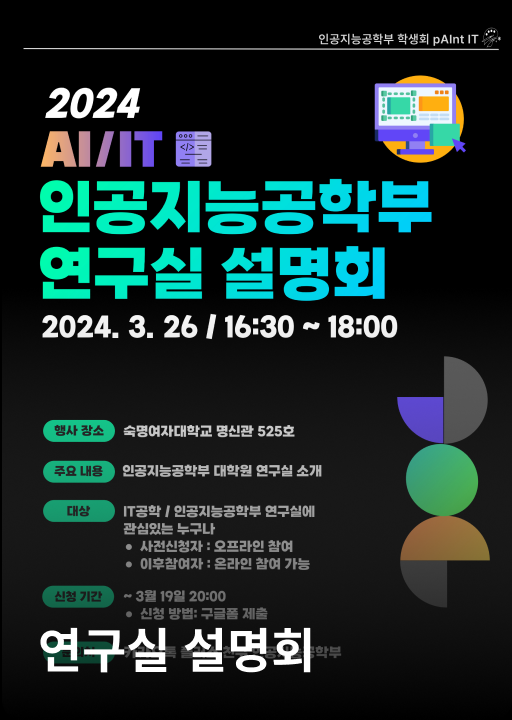 인공지능공학부 학생회 pAInt IT
2024
AI/IT
인공지능공학부
연구실 설명회
2024. 3. 26 / 16:30 ~ 18:00
행사 장소 숙명여자대학교 명신관 525호
주요 내용 인공지능공학부 대학원 연구실 소개
대상 IT공학 / 인공지능공학부 연구실에
관심있는 누구나
• 사전신청자 : 오프라인 참여
• 이후참여자 : 온라인 참여 가능
신청 기간 ~ 3월 19일 20:00
• 신청 방법: 구글폼 제출
연구실 설명회